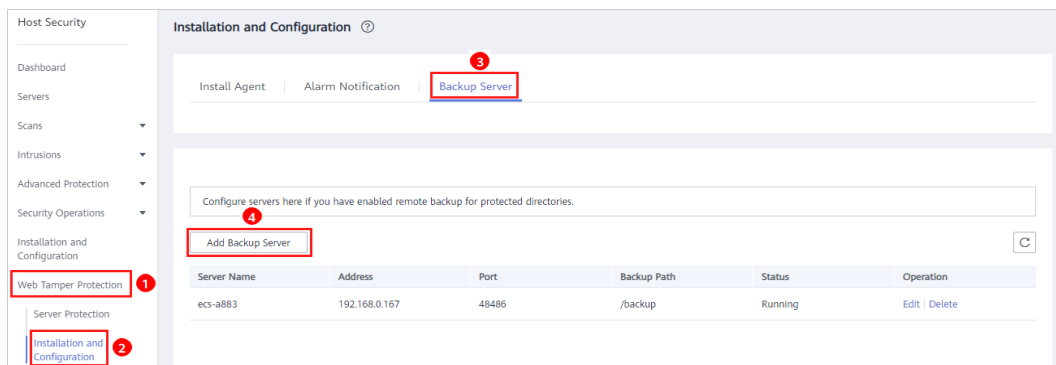 Host Security
Installation and Configuration ?
Dashboard
3
Install Agent Alarm Notification Backup Server
Servers
Scans
Intrusions
Advanced Protection
Configure servers here if you have enabled remote backup for protected directories.
Security Operations
4
Add Backup Server
Installation and
Configuration
Server Name Address Port Backup Path Status Operation
Web Tamper Protection 1
ecs-a883 192.168.0.167 48486 /backup Running Edit Delete
Server Protection
Installation and
Configuration
2